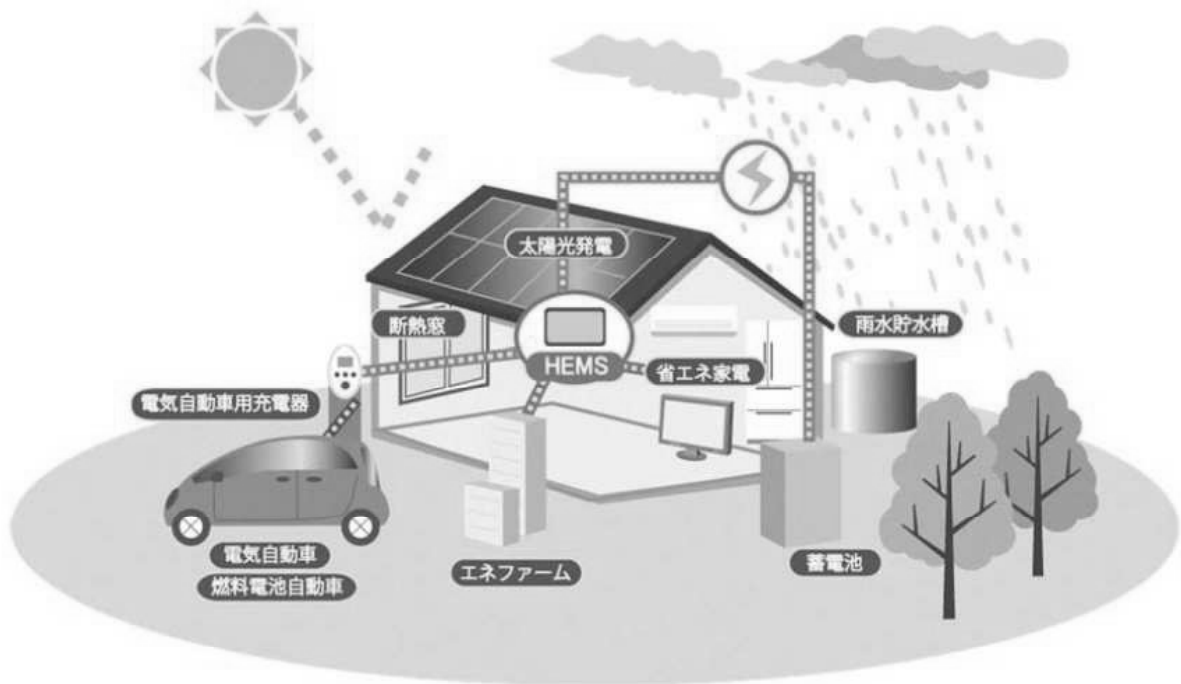 太陽光発電
断熱窓
雨水貯水槽
HEMS
省エネ家電
電気自動車用充電器
電気自動車
燃料電池自動車
エネファーム
蓄電池